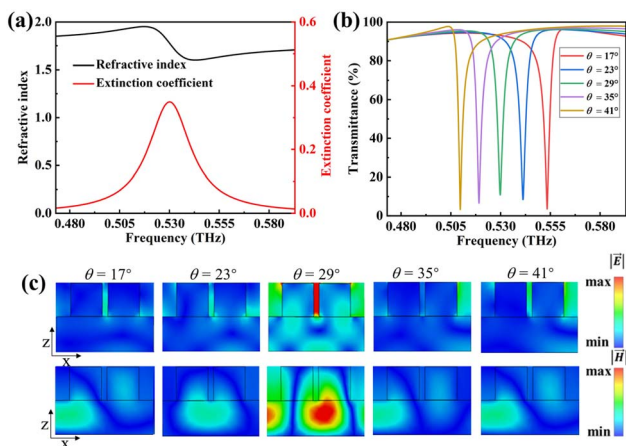 (a)
2.0
1.5
1.0
0.5
0.0
Refractive index
Refractive index
Extinction coefficient
0.6
0.4
0.2
0.0
Extinction coefficient
0.480 0.505 0.530 0.555 0.580
Frequency (THz)
(b)
100
80
60
40
20
0
Transmittance (%)
θ = 17°
θ = 23°
θ = 29°
θ = 35°
θ = 41°
0.480 0.505 0.530 0.555 0.580
Frequency (THz)
(c)
θ = 17° θ = 23° θ = 29° θ = 35° θ = 41°
|E⃗|
max
min
Z
X
|H⃗|
max
min
Z
X